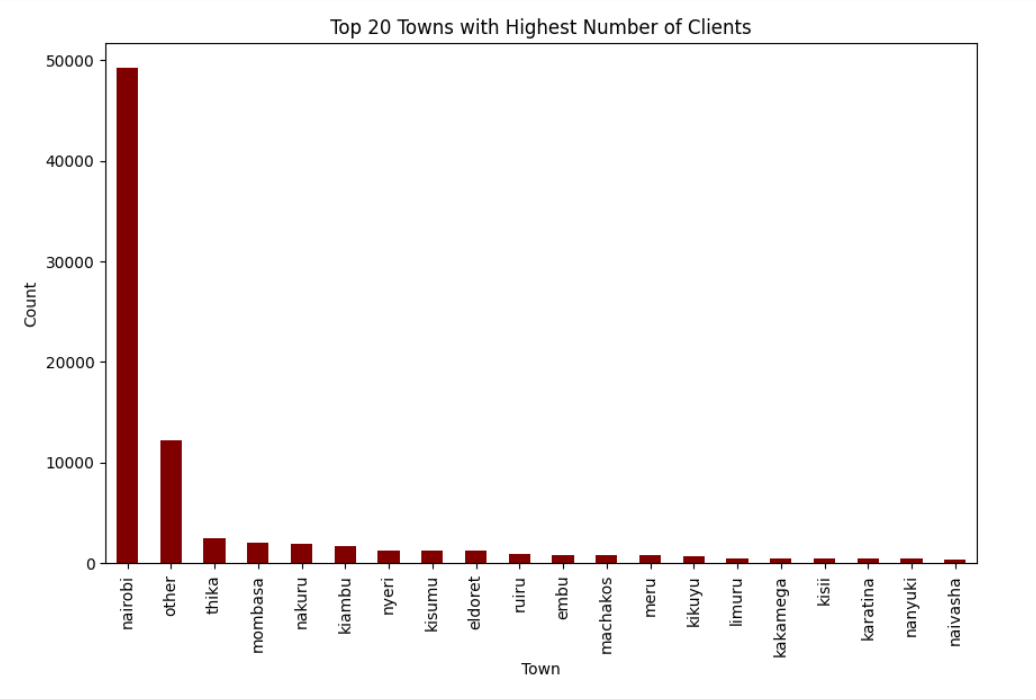 Top 20 Towns with Highest Number of Clients
50000
40000
30000
20000
10000
0
Count
nairobi
other
thika
mombasa
nakuru
kiambu
nyeri
kisumu
eldoret
ruiru
embu
machakos
meru
kikuyu
limuru
kakamega
kisii
karatina
nanyuki
naivasha
Town